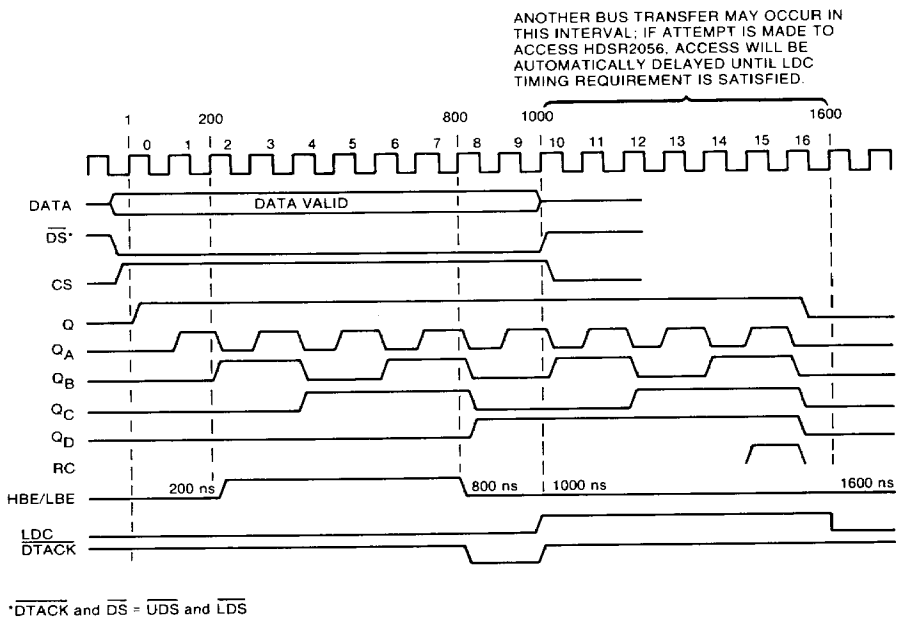 ANOTHER BUS TRANSFER MAY OCCUR IN
THIS INTERVAL; IF ATTEMPT IS MADE TO
ACCESS HDSR2056, ACCESS WILL BE
AUTOMATICALLY DELAYED UNTIL LDC
TIMING REQUIREMENT IS SATISFIED.
1 200 800 1000 1600
0 1 2 3 4 5 6 7 8 9 10 11 12 13 14 15 16
DATA DATA VALID
DS*
CS
Q
QA
QB
QC
QD
RC
HBE/LBE 200 ns 800 ns 1000 ns 1600 ns
LDC
DTACK
*DTACK and DS = UDS and LDS